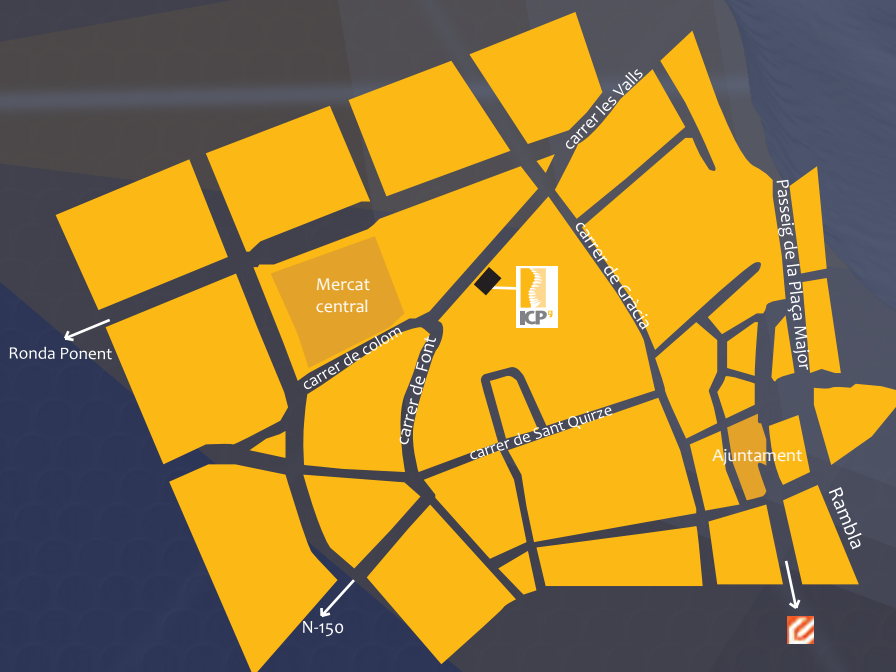 carrer les Valls
Passeig de la Plaça Major
carrer de Gràcia
Mercat
central
ICP
Ronda Ponent
carrer de colom
carrer de Font
carrer de Sant Quirze
Ajuntament
Rambla
N-150